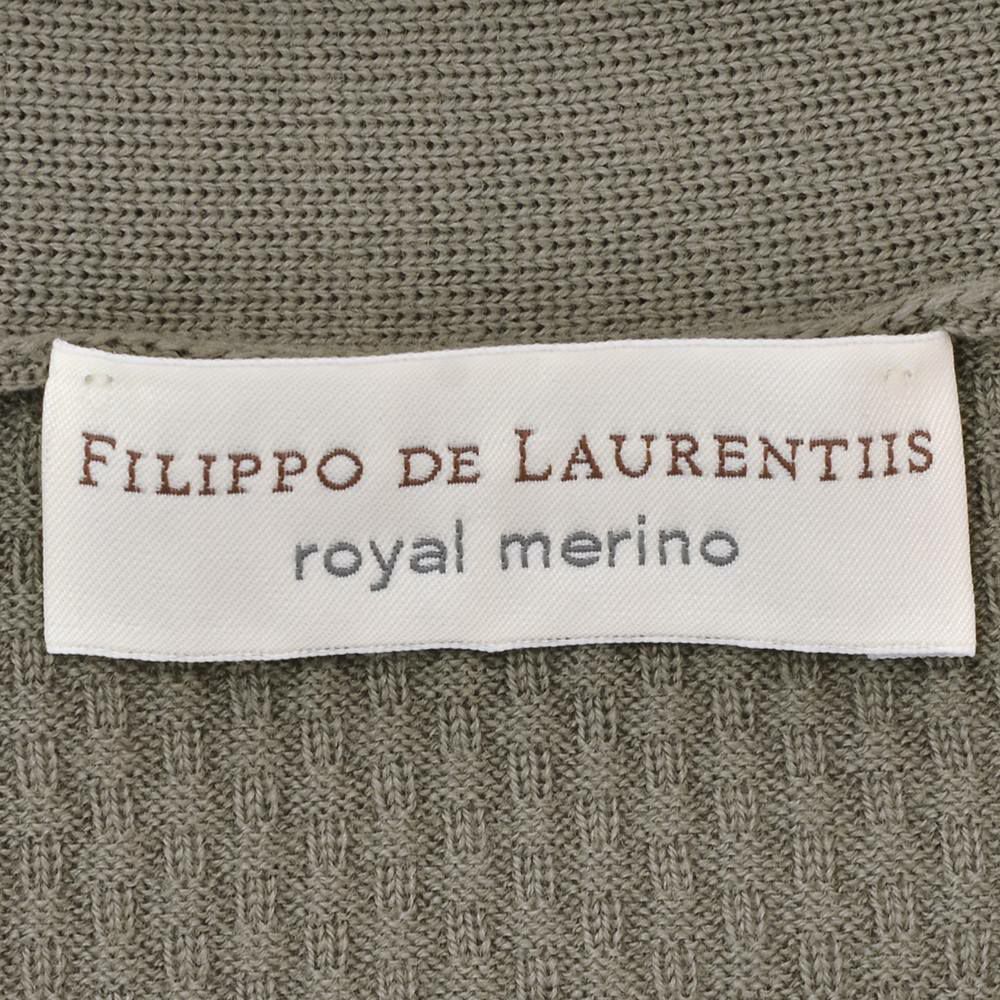 FILIPPO DE LAURENTIIS
royal merino